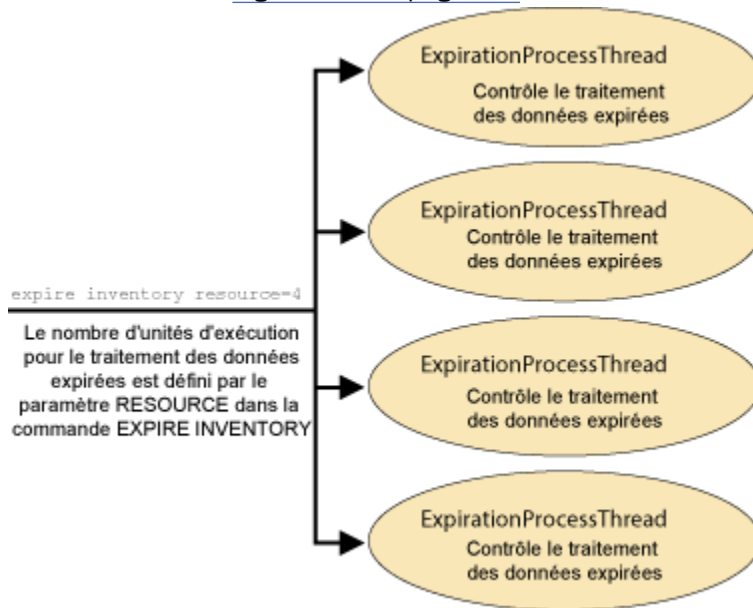 ExpirationProcessThread
Contrôle le traitement
des données expirées
ExpirationProcessThread
Contrôle le traitement
des données expirées
expire inventory resource=4
Le nombre d'unités d'exécution
pour le traitement des données
expirées est défini par le
paramètre RESOURCE dans la
commande EXPIRE INVENTORY
ExpirationProcessThread
Contrôle le traitement
des données expirées
ExpirationProcessThread
Contrôle le traitement
des données expirées